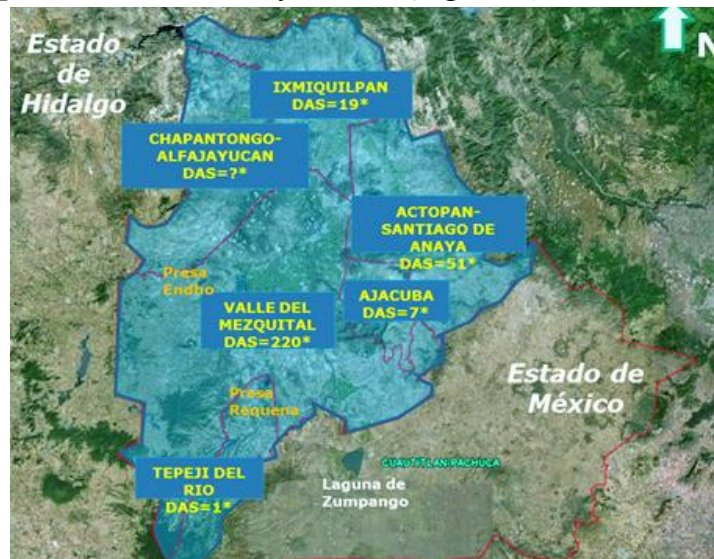 Estado
de
Hidalgo
N
IXMIQUILPAN
DAS=19*
CHAPANTONGO-
ALFAJAYUCAN
DAS=?*
ACTOPAN-
SANTIAGO DE
ANAYA
DAS=51*
Presa
Endho
AJACUBA
DAS=7*
VALLE DEL
MEZQUITAL
DAS=220*
Estado de
México
Presa
Requena
CUAUTITLAN-PACHUCA
TEPEJI DEL
RIO
DAS=1*
Laguna de
Zumpango